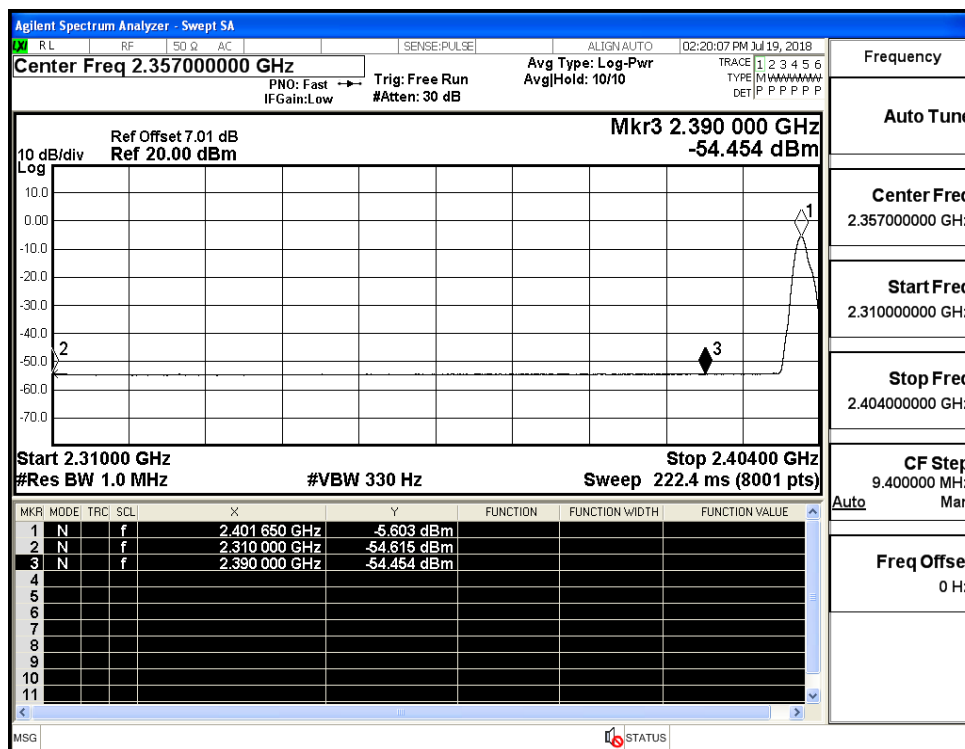 Agilent Spectrum Analyzer - Swept SA
LXI RL RF 50 Ω AC SENSE:PULSE ALIGN AUTO 02:20:07 PM Jul 19, 2018
Center Freq 2.357000000 GHz
PNO: Fast
IFGain:Low
Trig: Free Run
#Atten: 30 dB
Avg Type: Log-Pwr
Avg|Hold: 10/10
TRACE 1 2 3 4 5 6
TYPE M W W W W W
DET P P P P P P
Ref Offset 7.01 dB
10 dB/div Ref 20.00 dBm
Log
Mkr3 2.390 000 GHz
-54.454 dBm
10.0
0.00
-10.0
-20.0
-30.0
-40.0
-50.0
-60.0
-70.0
1
2
3
Start 2.31000 GHz Stop 2.40400 GHz
#Res BW 1.0 MHz #VBW 330 Hz Sweep 222.4 ms (8001 pts)
MKR MODE TRC SCL X Y FUNCTION FUNCTION WIDTH FUNCTION VALUE
1 N f 2.401 650 GHz -5.603 dBm
2 N f 2.310 000 GHz -54.615 dBm
3 N f 2.390 000 GHz -54.454 dBm
4
5
6
7
8
9
10
11
MSG STATUS
Frequency
Auto Tune
Center Freq
2.357000000 GHz
Start Freq
2.310000000 GHz
Stop Freq
2.404000000 GHz
CF Step
9.400000 MHz
Auto Man
Freq Offset
0 Hz